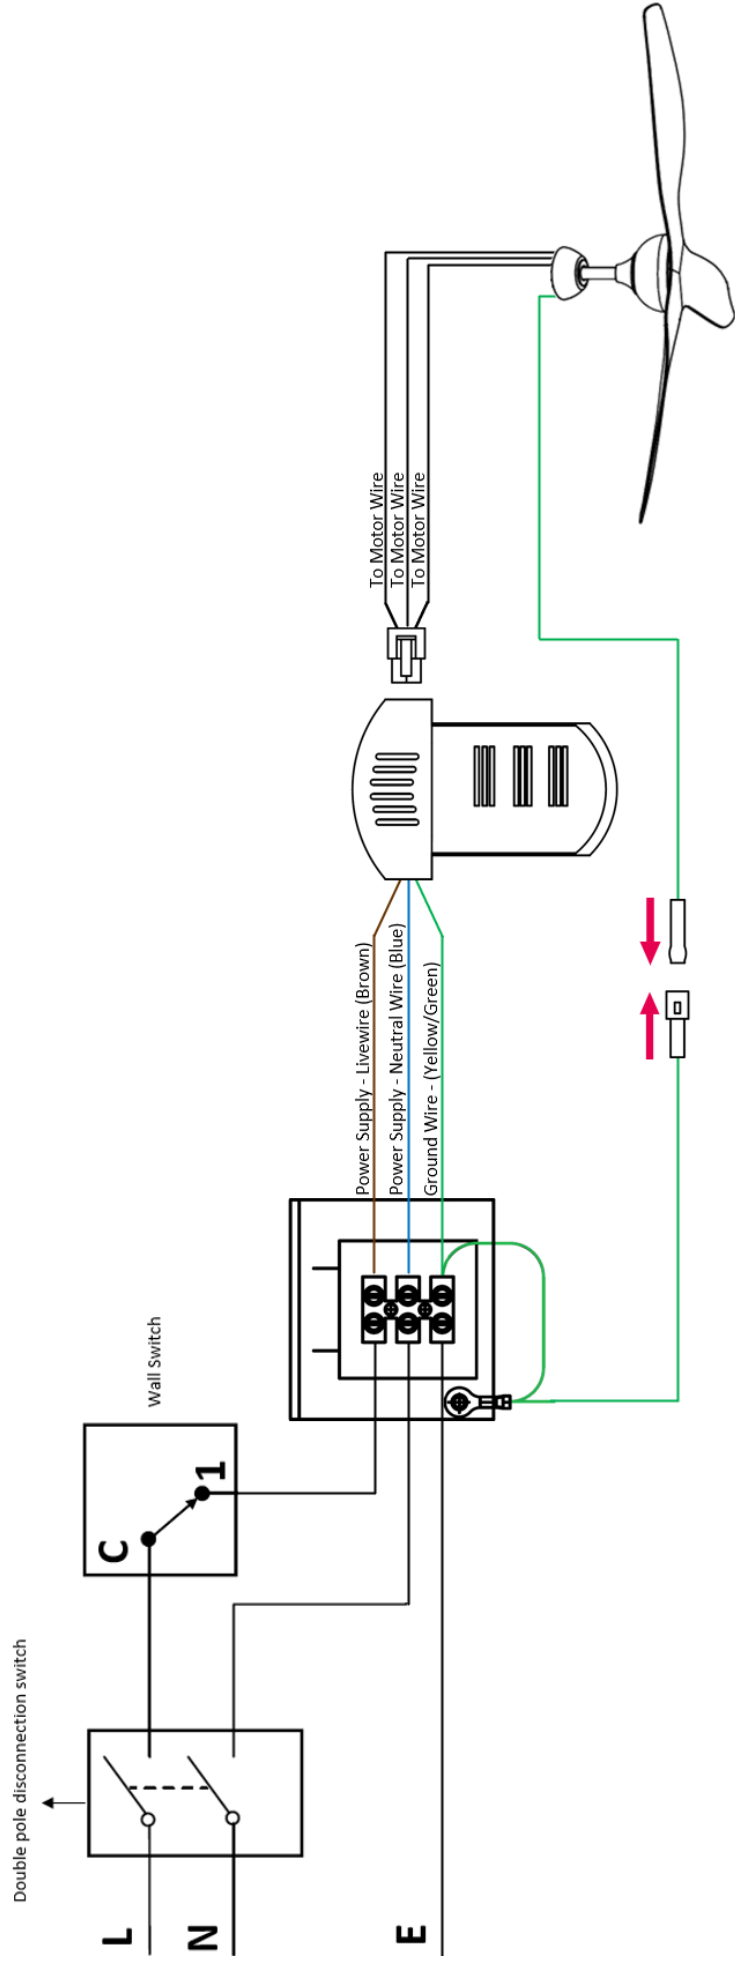 Double pole disconnection switch
L
N
E
Wall Switch
C
1
Power Supply - Livewire (Brown)
Power Supply - Neutral Wire (Blue)
Ground Wire - (Yellow/Green)
To Motor Wire
To Motor Wire
To Motor Wire